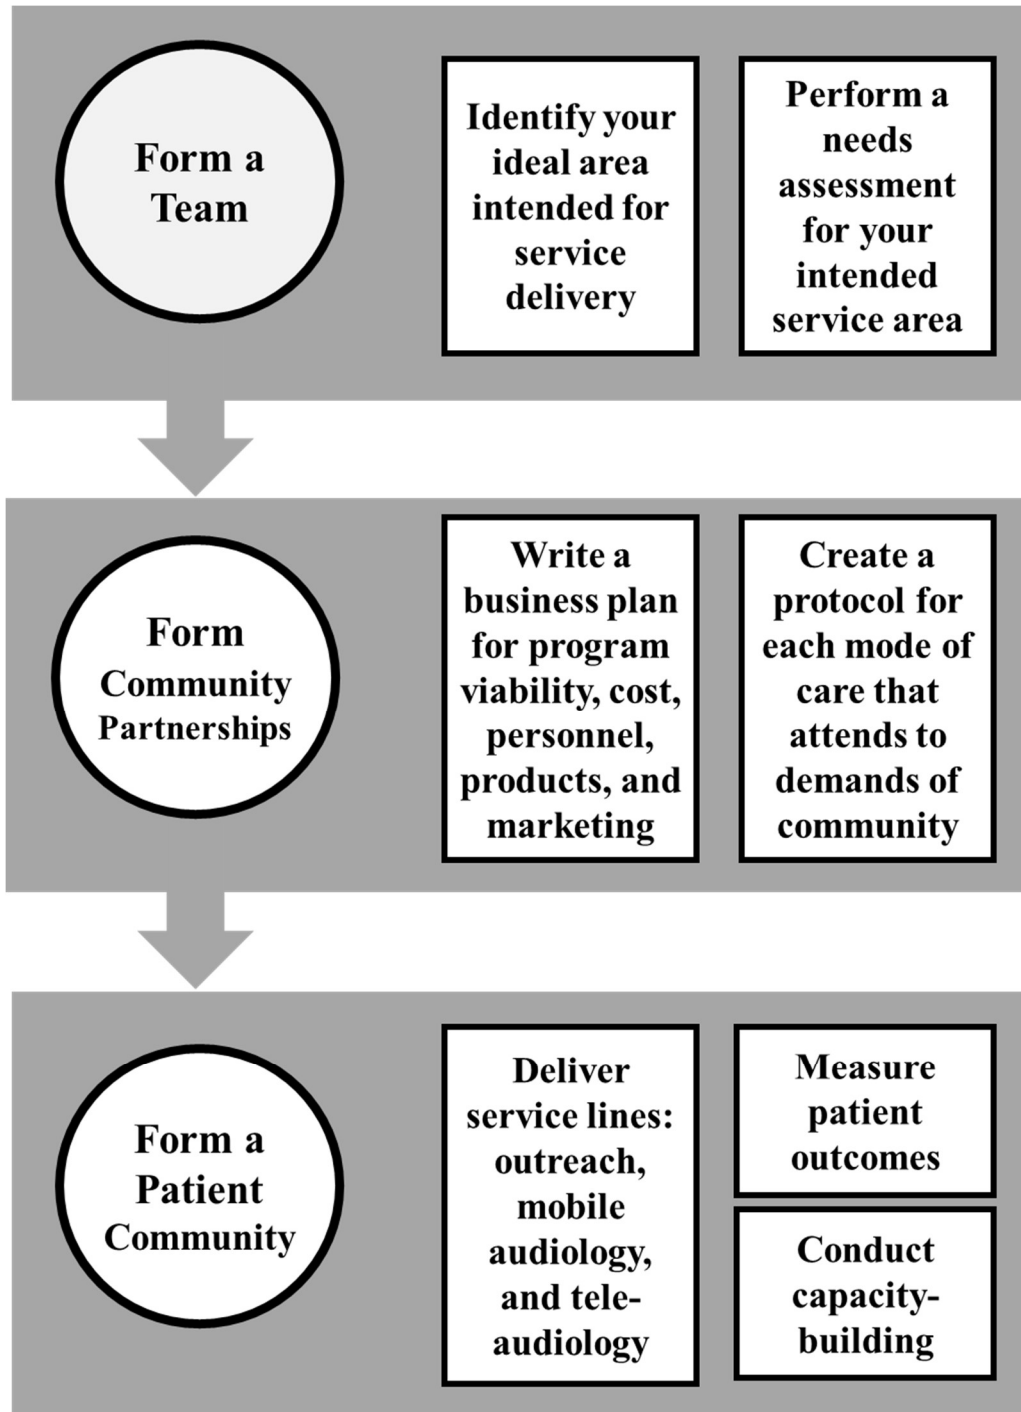 Form a
Team
Identify your
ideal area
intended for
service
delivery
Perform a
needs
assessment
for your
intended
service area
Form
Community
Partnerships
Write a
business plan
for program
viability, cost,
personnel,
products, and
marketing
Create a
protocol for
each mode of
care that
attends to
demands of
community
Form a
Patient
Community
Deliver
service lines:
outreach,
mobile
audiology,
and tele-
audiology
Measure
patient
outcomes
Conduct
capacity-
building